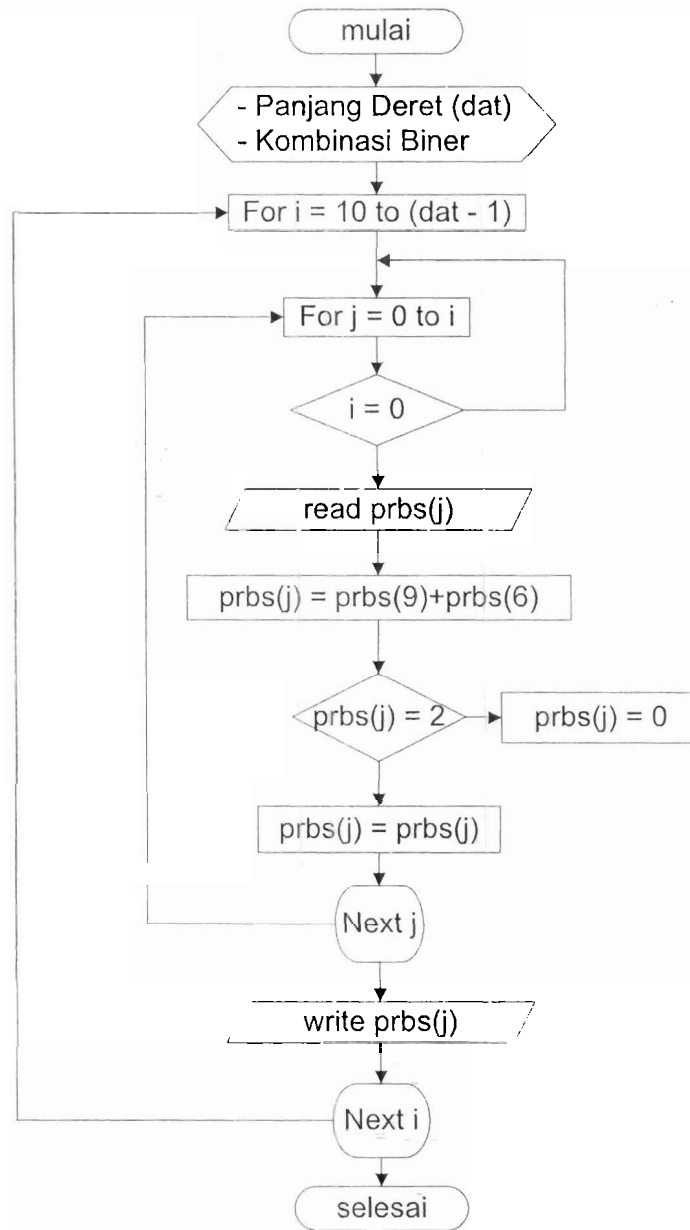 mulai
- Panjang Deret (dat)
- Kombinasi Biner
For i = 10 to (dat - 1)
For j = 0 to i
i = 0
read prbs(j)
prbs(j) = prbs(9)+prbs(6)
prbs(j) = 2
prbs(j) = 0
prbs(j) = prbs(j)
Next j
write prbs(j)
Next i
selesai